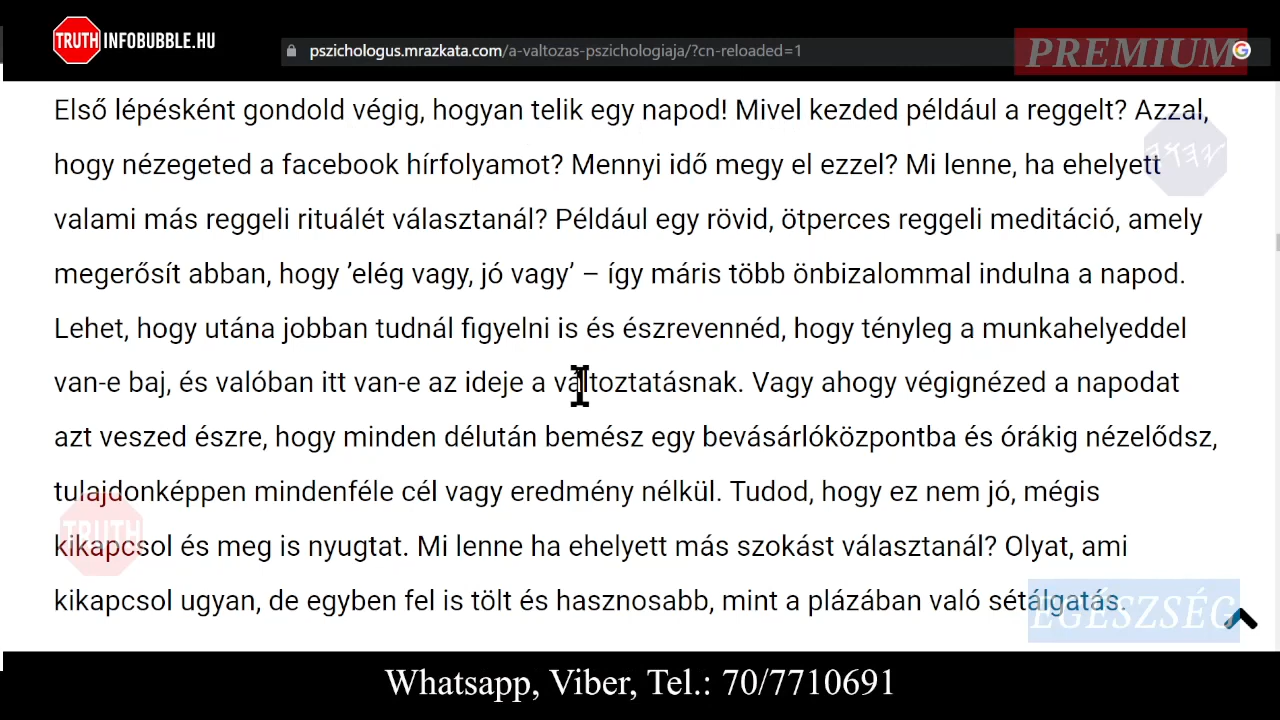 TRUTH INFOBUBBLE.HU
pszichologus.mrazkata.com/a-valtozas-pszichologiaja/?cn-reloaded=1
PREMIUM
Első lépésként gondold végig, hogyan telik egy napod! Mivel kezded például a reggelt? Azzal,
hogy nézegeted a facebook hírfolyamot? Mennyi idő megy el ezzel? Mi lenne, ha ehelyett
valami más reggeli rituálét választanál? Például egy rövid, ötperces reggeli meditáció, amely
megerősít abban, hogy ’elég vagy, jó vagy’ – így máris több önbizalommal indulna a napod.
Lehet, hogy utána jobban tudnál figyelni is és észrevennéd, hogy tényleg a munkahelyeddel
van-e baj, és valóban itt van-e az ideje a változtatásnak. Vagy ahogy végignézed a napodat
azt veszed észre, hogy minden délután bemész egy bevásárlóközpontba és órákig nézelődsz,
tulajdonképpen mindenféle cél vagy eredmény nélkül. Tudod, hogy ez nem jó, mégis
TRUTH
kikapcsol és meg is nyugtat. Mi lenne ha ehelyett más szokást választanál? Olyat, ami
kikapcsol ugyan, de egyben fel is tölt és hasznosabb, mint a plázában való sétálgatás.
EGÉSZSÉG
Whatsapp, Viber, Tel.: 70/7710691